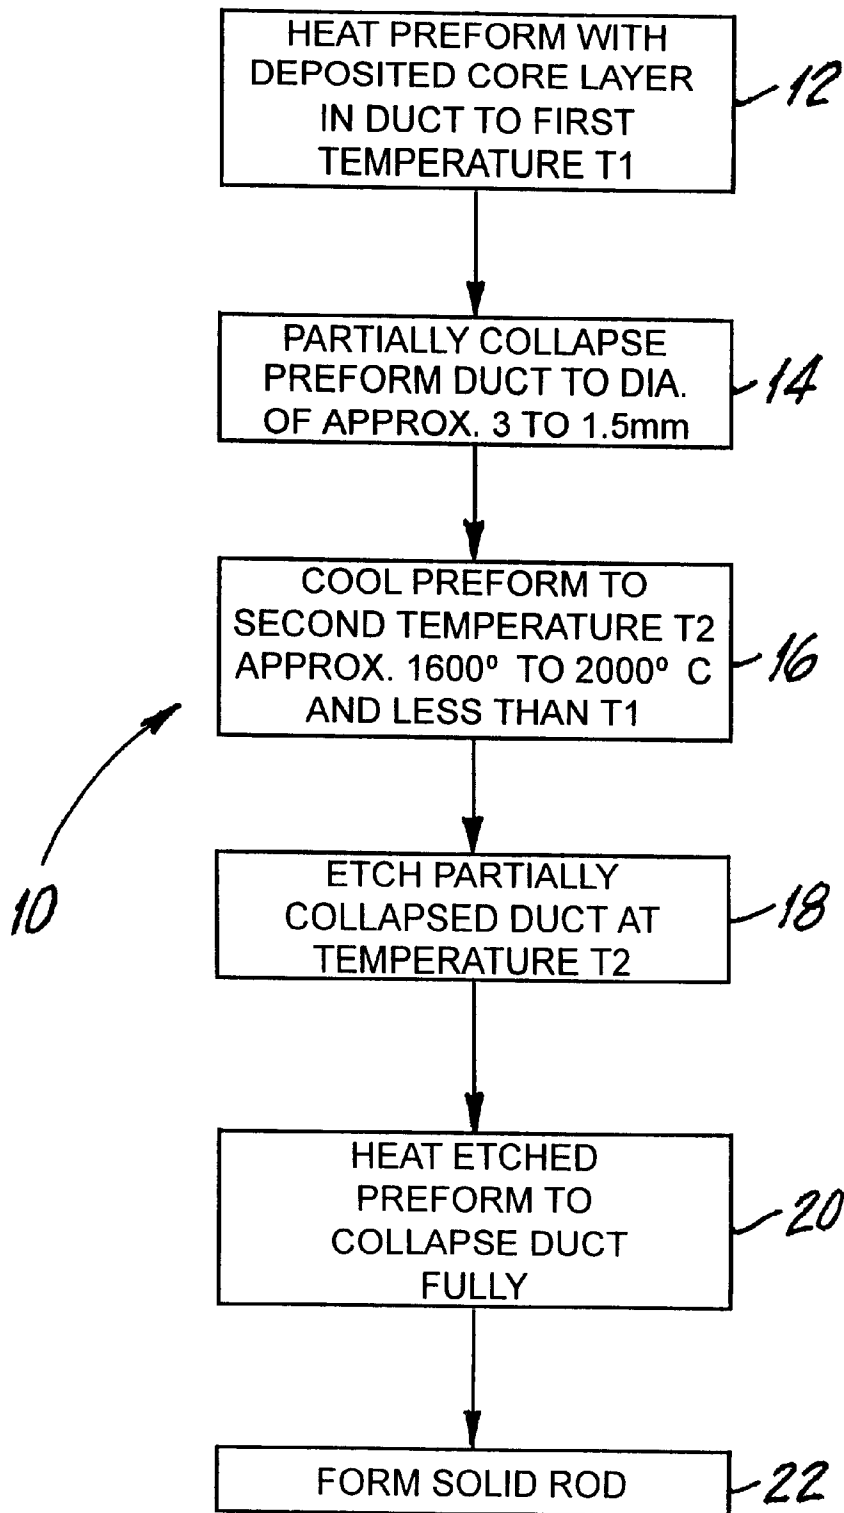 HEAT PREFORM WITH
DEPOSITED CORE LAYER
IN DUCT TO FIRST
TEMPERATURE T1
12
PARTIALLY COLLAPSE
PREFORM DUCT TO DIA.
OF APPROX. 3 TO 1.5mm
14
COOL PREFORM TO
SECOND TEMPERATURE T2
APPROX. 1600º TO 2000º C
AND LESS THAN T1
16
10
ETCH PARTIALLY
COLLAPSED DUCT AT
TEMPERATURE T2
18
HEAT ETCHED
PREFORM TO
COLLAPSE DUCT
FULLY
20
FORM SOLID ROD
22